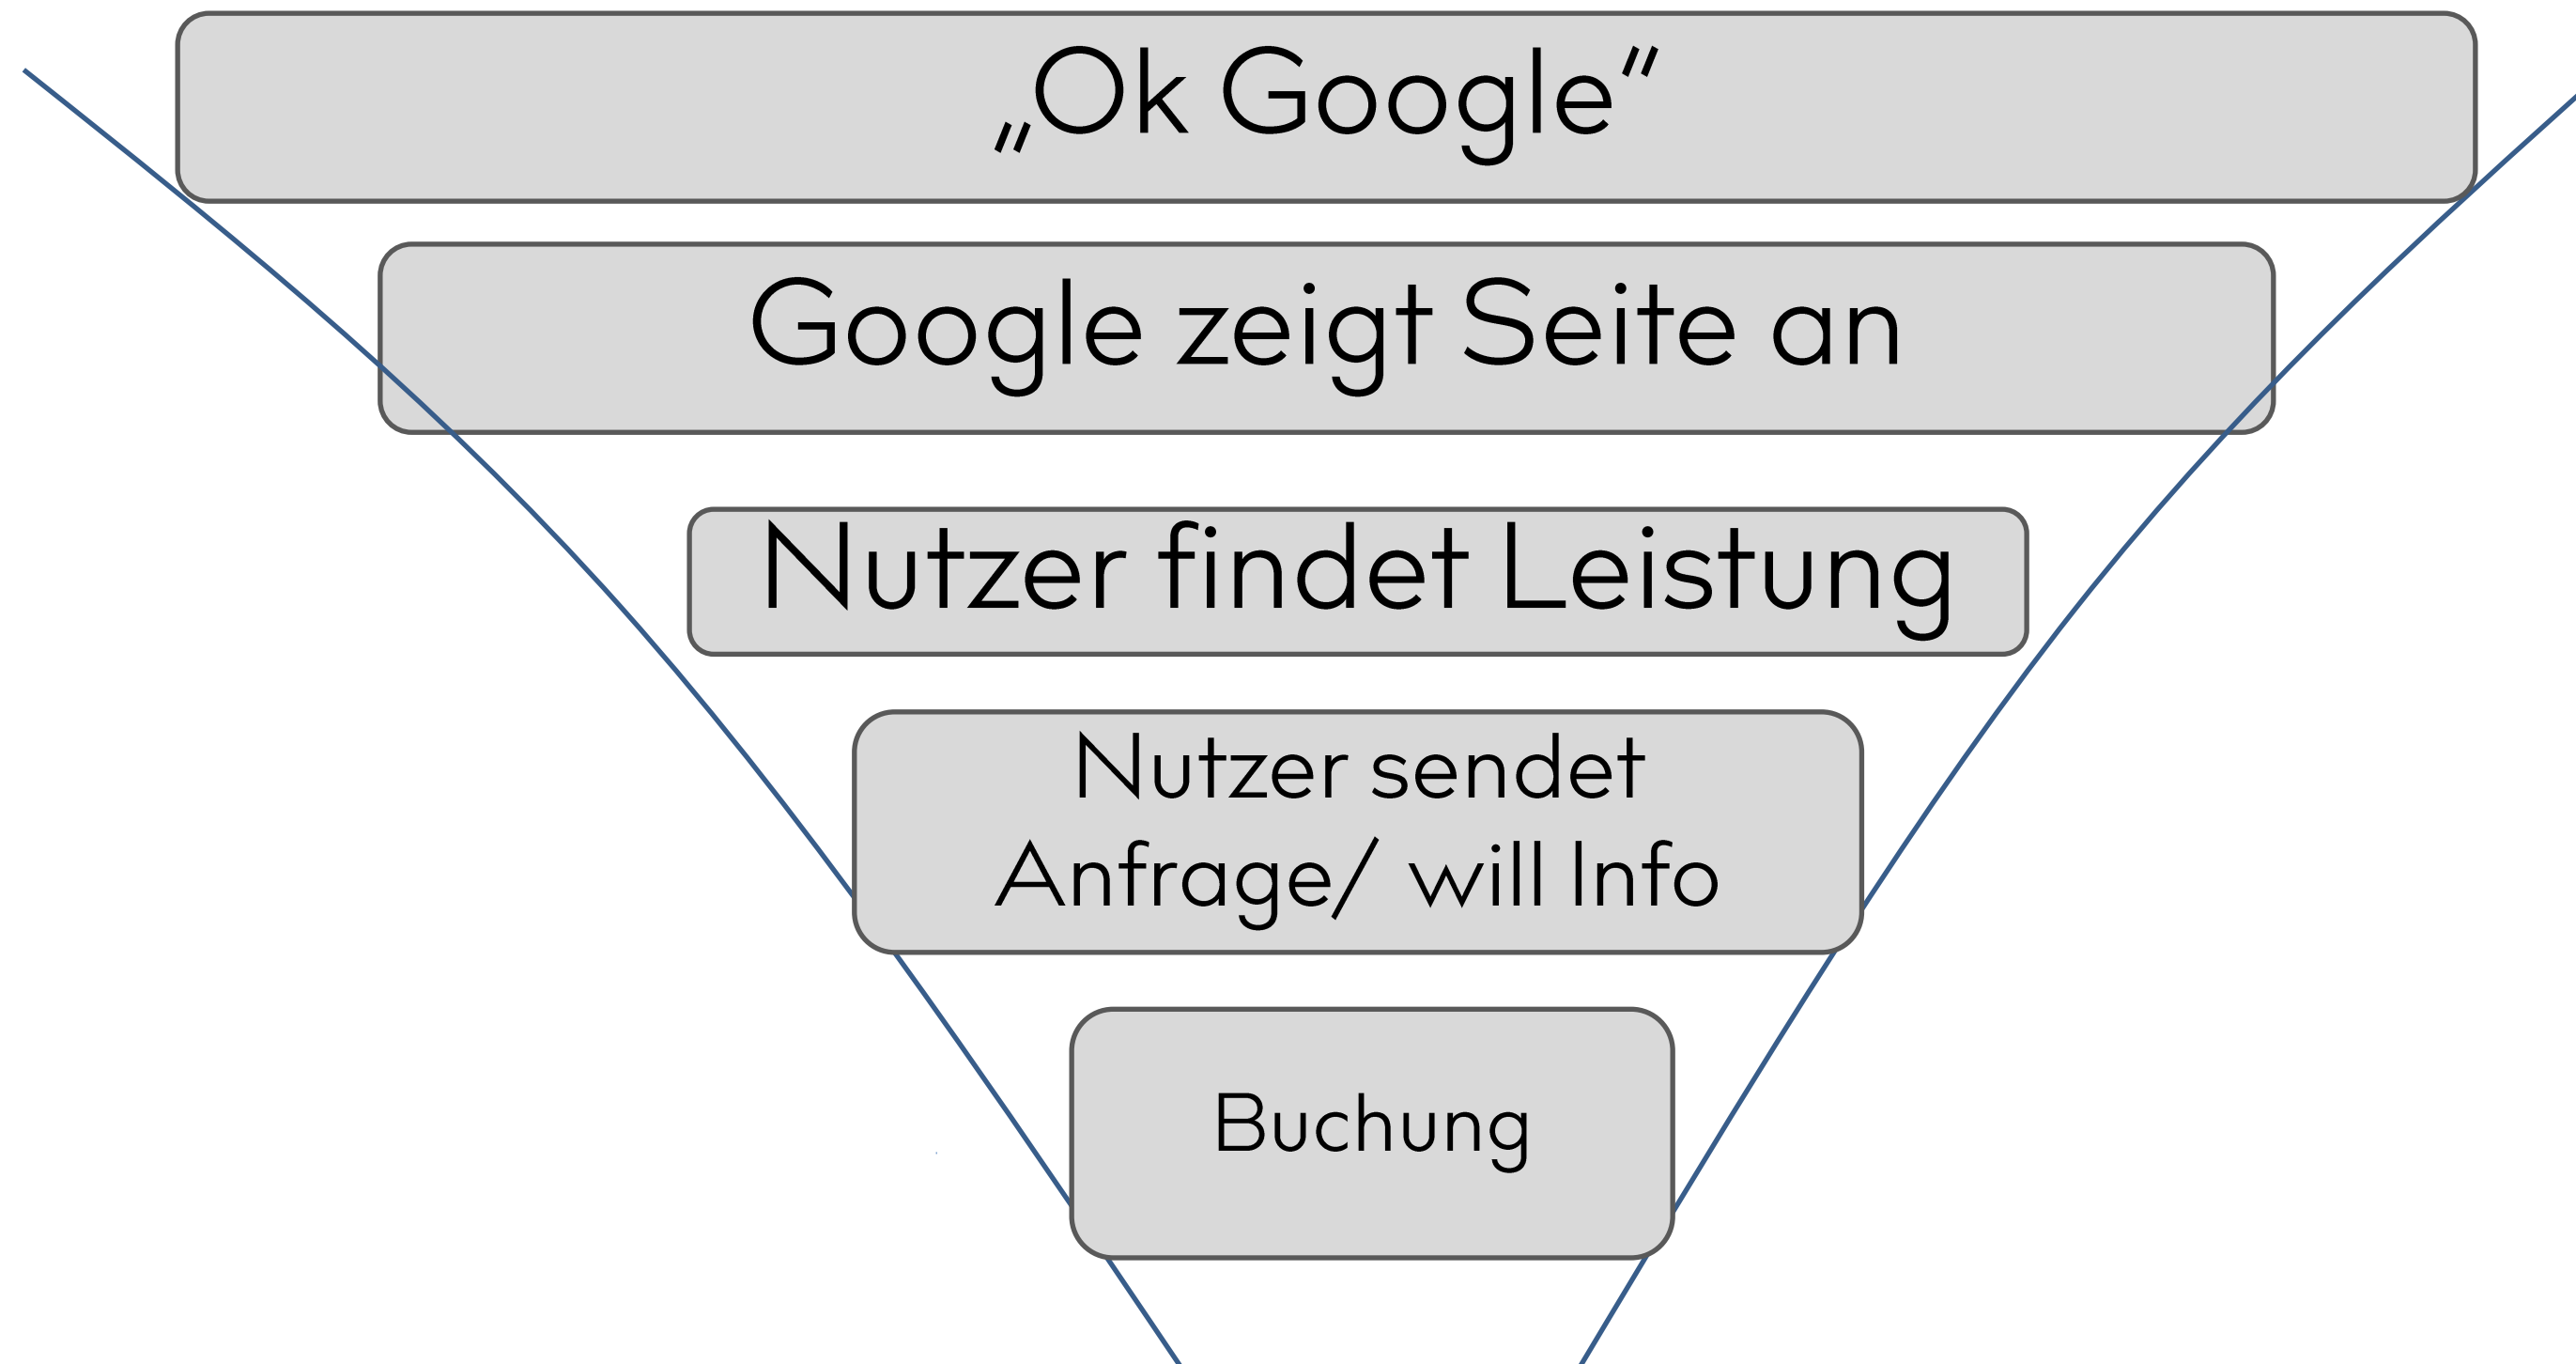 „Ok Google“
Google zeigt Seite an
Nutzer findet Leistung
Nutzer sendet
Anfrage/ will Info
Buchung